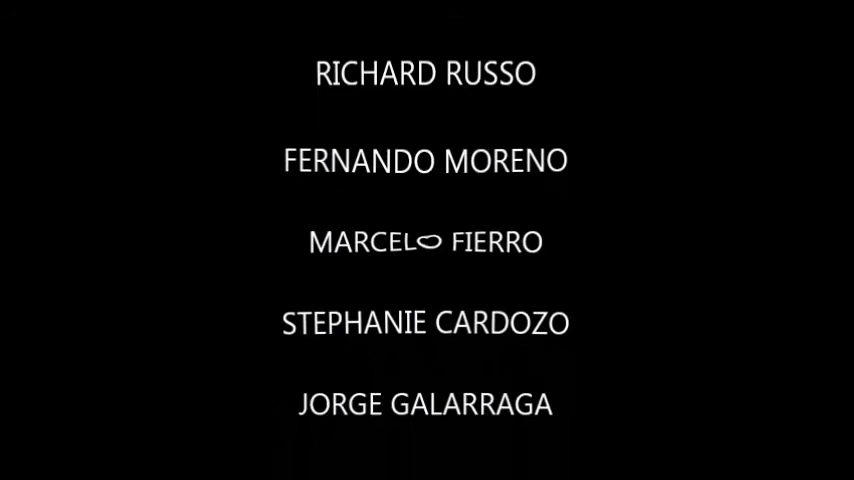 RICHARD RUSSO
FERNANDO MORENO
MARCELO FIERRO
STEPHANIE CARDOZO
JORGE GALARRAGA